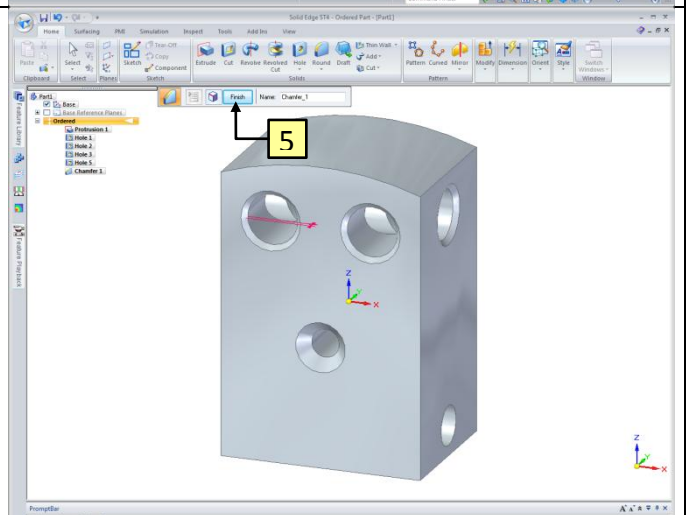 Solid Edge ST4 - Ordered Part - [Part1]
Home Surfacing PMI Simulation Inspect Tools Add Ins View
Paste Select Sketch Tear-Off Copy Component Extrude Cut Revolve Revolved Cut Hole Round Draft Thin Wall Add Cut Pattern Curved Mirror Modify Dimension Orient Style Switch Windows
Clipboard Select Planes Sketch Solids Pattern Window
Part1
Base
Base Reference Planes
Ordered
Protrusion 1
Hole 1
Hole 2
Hole 3
Hole 5
Chamfer 1
Finish Name: Chamfer_1
5
Feature Library
Feature Playback
Z
Y
X
Z
Y
X
PromptBar